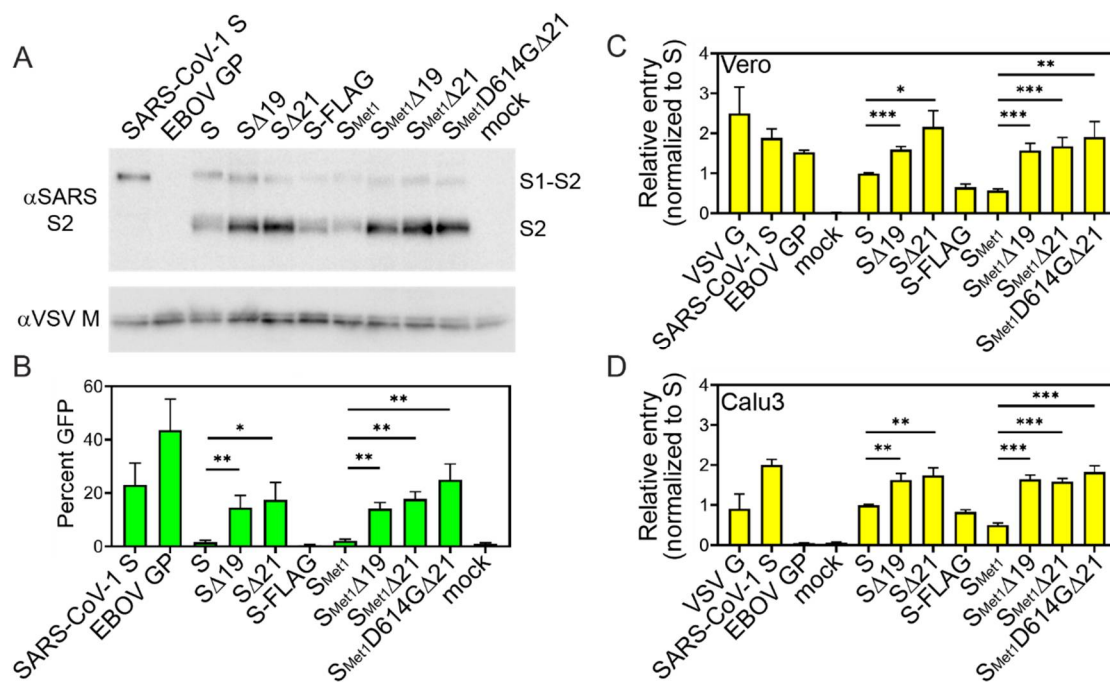 A
SARS-CoV-1 S
EBOV GP
S
SΔ19
SΔ21
S-FLAG
SMet1
SMet1Δ19
SMet1Δ21
SMet1D614GΔ21
mock
αSARS
S2
S1-S2
S2
αVSV M
B
Percent GFP
60
40
20
0
*
**
**
**
**
SARS-CoV-1 S
EBOV GP
S
SΔ19
SΔ21
S-FLAG
SMet1
SMet1Δ19
SMet1Δ21
SMet1D614GΔ21
mock
C
Vero
Relative entry
(normalized to S)
4
3
2
1
0
*
***
**
***
***
VSV G
SARS-CoV-1 S
EBOV GP
mock
S
SΔ19
SΔ21
S-FLAG
SMet1
SMet1Δ19
SMet1Δ21
SMet1D614GΔ21
D
Calu3
Relative entry
(normalized to S)
4
3
2
1
0
**
**
***
***
***
VSV G
SARS-CoV-1 S
EBOV GP
mock
S
SΔ19
SΔ21
S-FLAG
SMet1
SMet1Δ19
SMet1Δ21
SMet1D614GΔ21